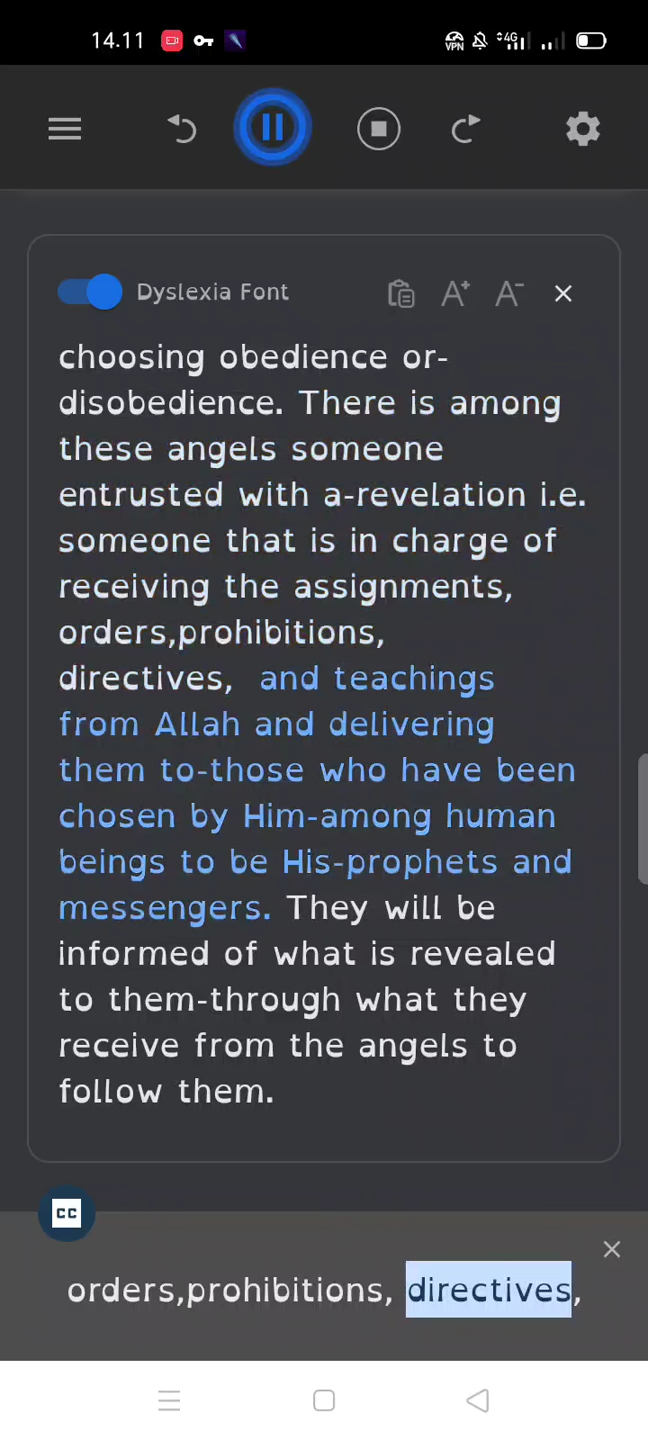 14.11
VPN 4G
Dyslexia Font A+ A-
choosing obedience or-
disobedience. There is among
these angels someone
entrusted with a-revelation i.e.
someone that is in charge of
receiving the assignments,
orders,prohibitions,
directives,  and teachings
from Allah and delivering
them to-those who have been
chosen by Him-among human
beings to be His-prophets and
messengers. They will be
informed of what is revealed
to them-through what they
receive from the angels to
follow them.
CC
orders,prohibitions, directives,